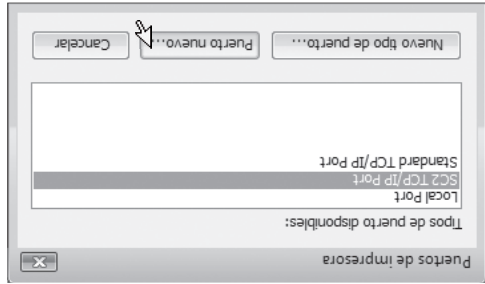 Puertos de impresora
Tipos de puerto disponibles:
Local Port
SC2 TCP/IP Port
Standard TCP/IP Port
Nuevo tipo de puerto... Puerto nuevo... Cancelar